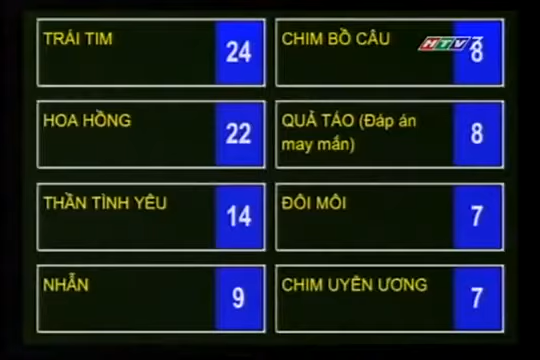 TRÁI TIM
24
HOA HỒNG
22
THẦN TÌNH YÊU
14
NHẪN
9
CHIM BỒ CÂU
8
HTV7
QUẢ TÁO (Đáp án
may mắn)
8
ĐÔI MÔI
7
CHIM UYÊN ƯƠNG
7